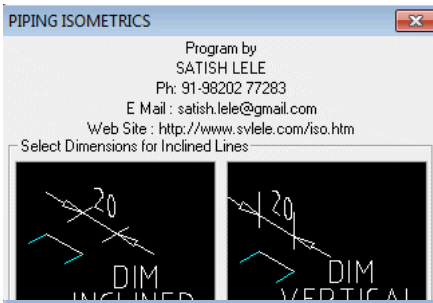 PIPING ISOMETRICS
Program by
SATISH LELE
Ph: 91-98202 77283
E Mail : satish.lele@gmail.com
Web Site : http://www.svlele.com/iso.htm
Select Dimensions for Inclined Lines
20
DIM
INCLINED
20
DIM
VERTICAL